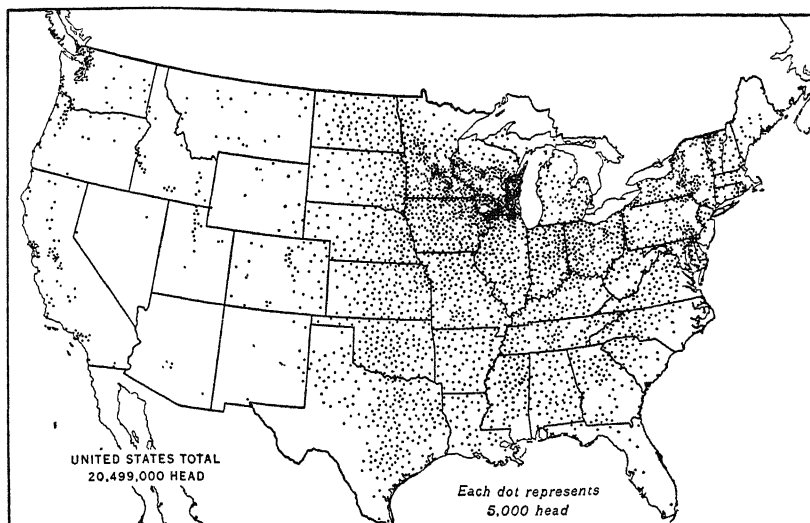 UNITED STATES TOTAL
20,499,000 HEAD
Each dot represents
5,000 head